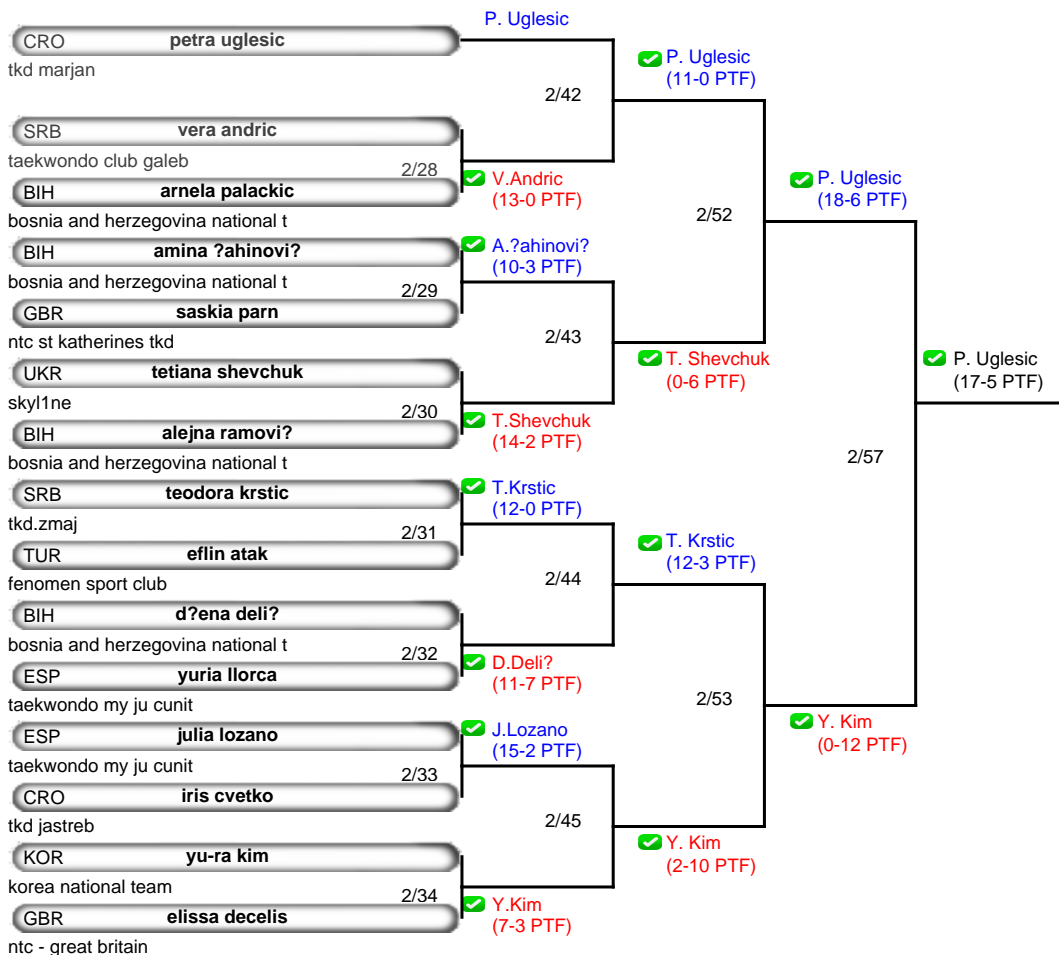 P. Uglesic
CRO petra uglesic
tkd marjan
P. Uglesic
(11-0 PTF)
2/42
SRB vera andric
taekwondo club galeb
2/28
V.Andric
(13-0 PTF)
BIH arnela palackic
bosnia and herzegovina national t
P. Uglesic
(18-6 PTF)
2/52
BIH amina ?ahinovi?
A.?ahinovi?
(10-3 PTF)
bosnia and herzegovina national t
2/29
GBR saskia parn
ntc st katherines tkd
2/43
T. Shevchuk
(0-6 PTF)
P. Uglesic
(17-5 PTF)
UKR tetiana shevchuk
skyl1ne
2/30
T.Shevchuk
(14-2 PTF)
BIH alejna ramovi?
bosnia and herzegovina national t
2/57
SRB teodora krstic
T.Krstic
(12-0 PTF)
tkd.zmaj
2/31
TUR eflin atak
fenomen sport club
T. Krstic
(12-3 PTF)
2/44
BIH d?ena deli?
bosnia and herzegovina national t
2/32
D.Deli?
(11-7 PTF)
ESP yuria llorca
taekwondo my ju cunit
2/53
Y. Kim
(0-12 PTF)
ESP julia lozano
J.Lozano
(15-2 PTF)
taekwondo my ju cunit
2/33
CRO iris cvetko
tkd jastreb
2/45
Y. Kim
(2-10 PTF)
KOR yu-ra kim
korea national team
2/34
Y.Kim
(7-3 PTF)
GBR elissa decelis
ntc - great britain